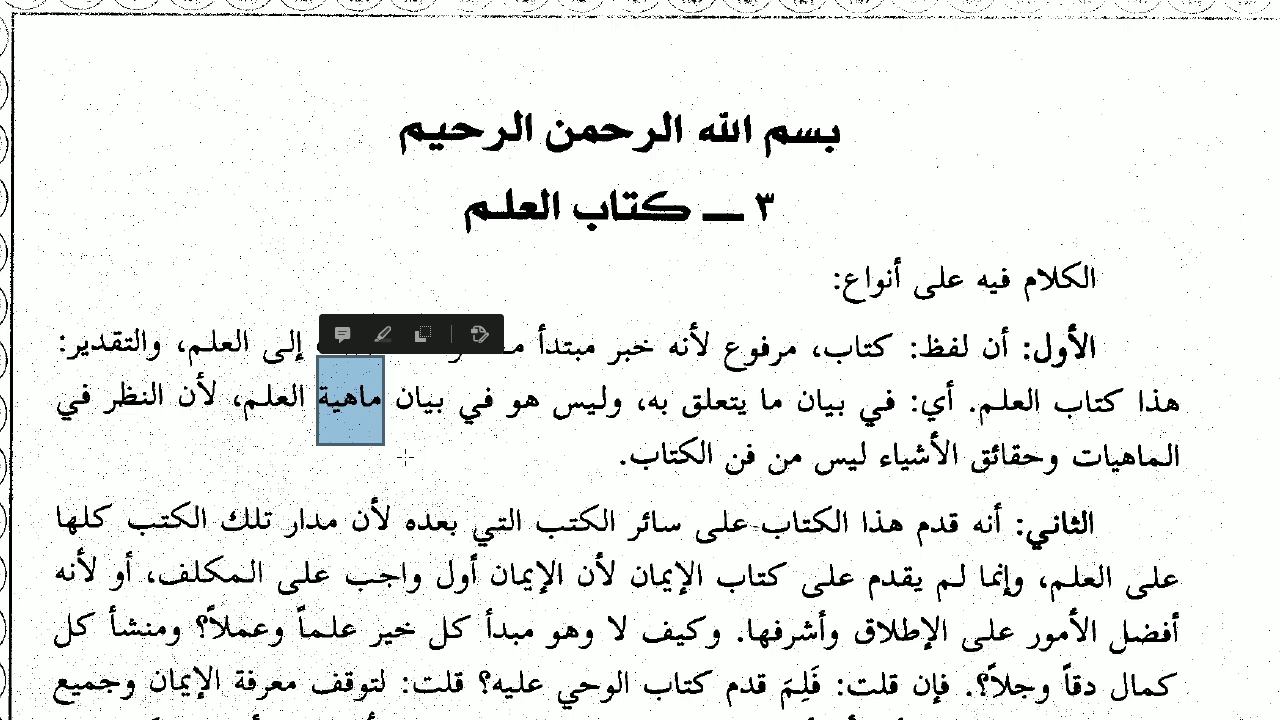 بسم الله الرحمن الرحيم
٣ — كتاب العلم
الكلام فيه على أنواع:
الأول: أن لفظ: كتاب، مرفوع لأنه خبر مبتدأ إلى العلم، والتقدير:
هذا كتاب العلم. أي: في بيان ما يتعلق به، وليس هو في بيان ماهية العلم، لأن النظر في
الماهيات وحقائق الأشياء ليس من فن الكتاب.
الثاني: أنه قدم هذا الكتاب على سائر الكتب التي بعده لأن مدار تلك الكتب كلها
على العلم، وإنما لم يقدم على كتاب الإيمان لأن الإيمان أول واجب على المكلف، أو لأنه
أفضل الأمور على الإطلاق وأشرفها. وكيف لا وهو مبدأ كل خير علماً وعملاً؟ ومنشأ كل
كمال دقاً وجلاً؟. فإن قلت: فَلِمَ قدم كتاب الوحي عليه؟ قلت: لتوقف معرفة الإيمان وجميع